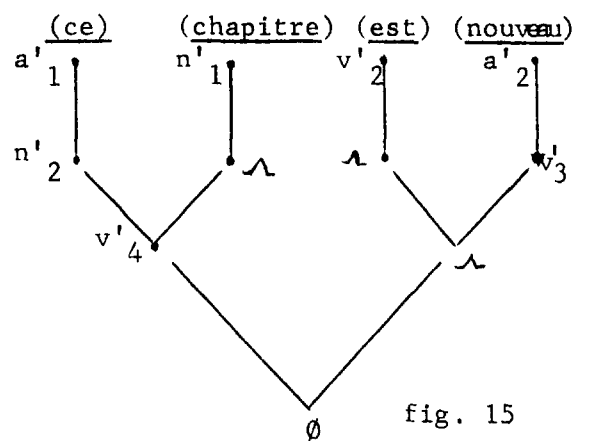 (ce) (chapitre) (est) (nouveau)
a'1 n'1 v'2 a'2
n'2 Λ Λ v'3
v'4 Λ
∅
fig. 15